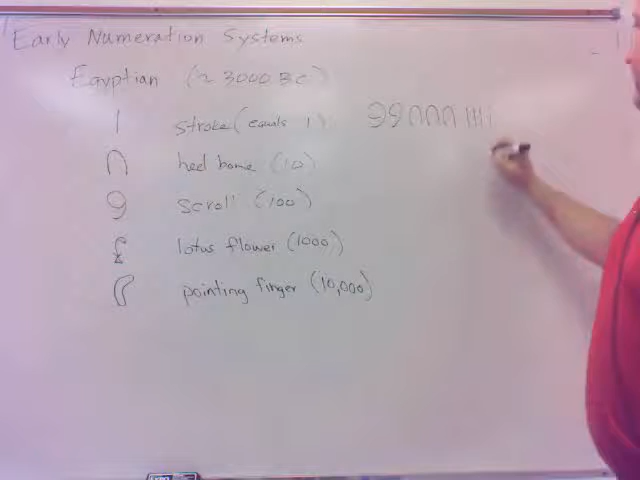 Early Numeration Systems
Egyptian (~ 3000 BC)
| stroke (equals 1) 99∩∩∩||||
∩ heel bone (10)
9 scroll (100)
lotus flower (1000)
pointing finger (10,000)